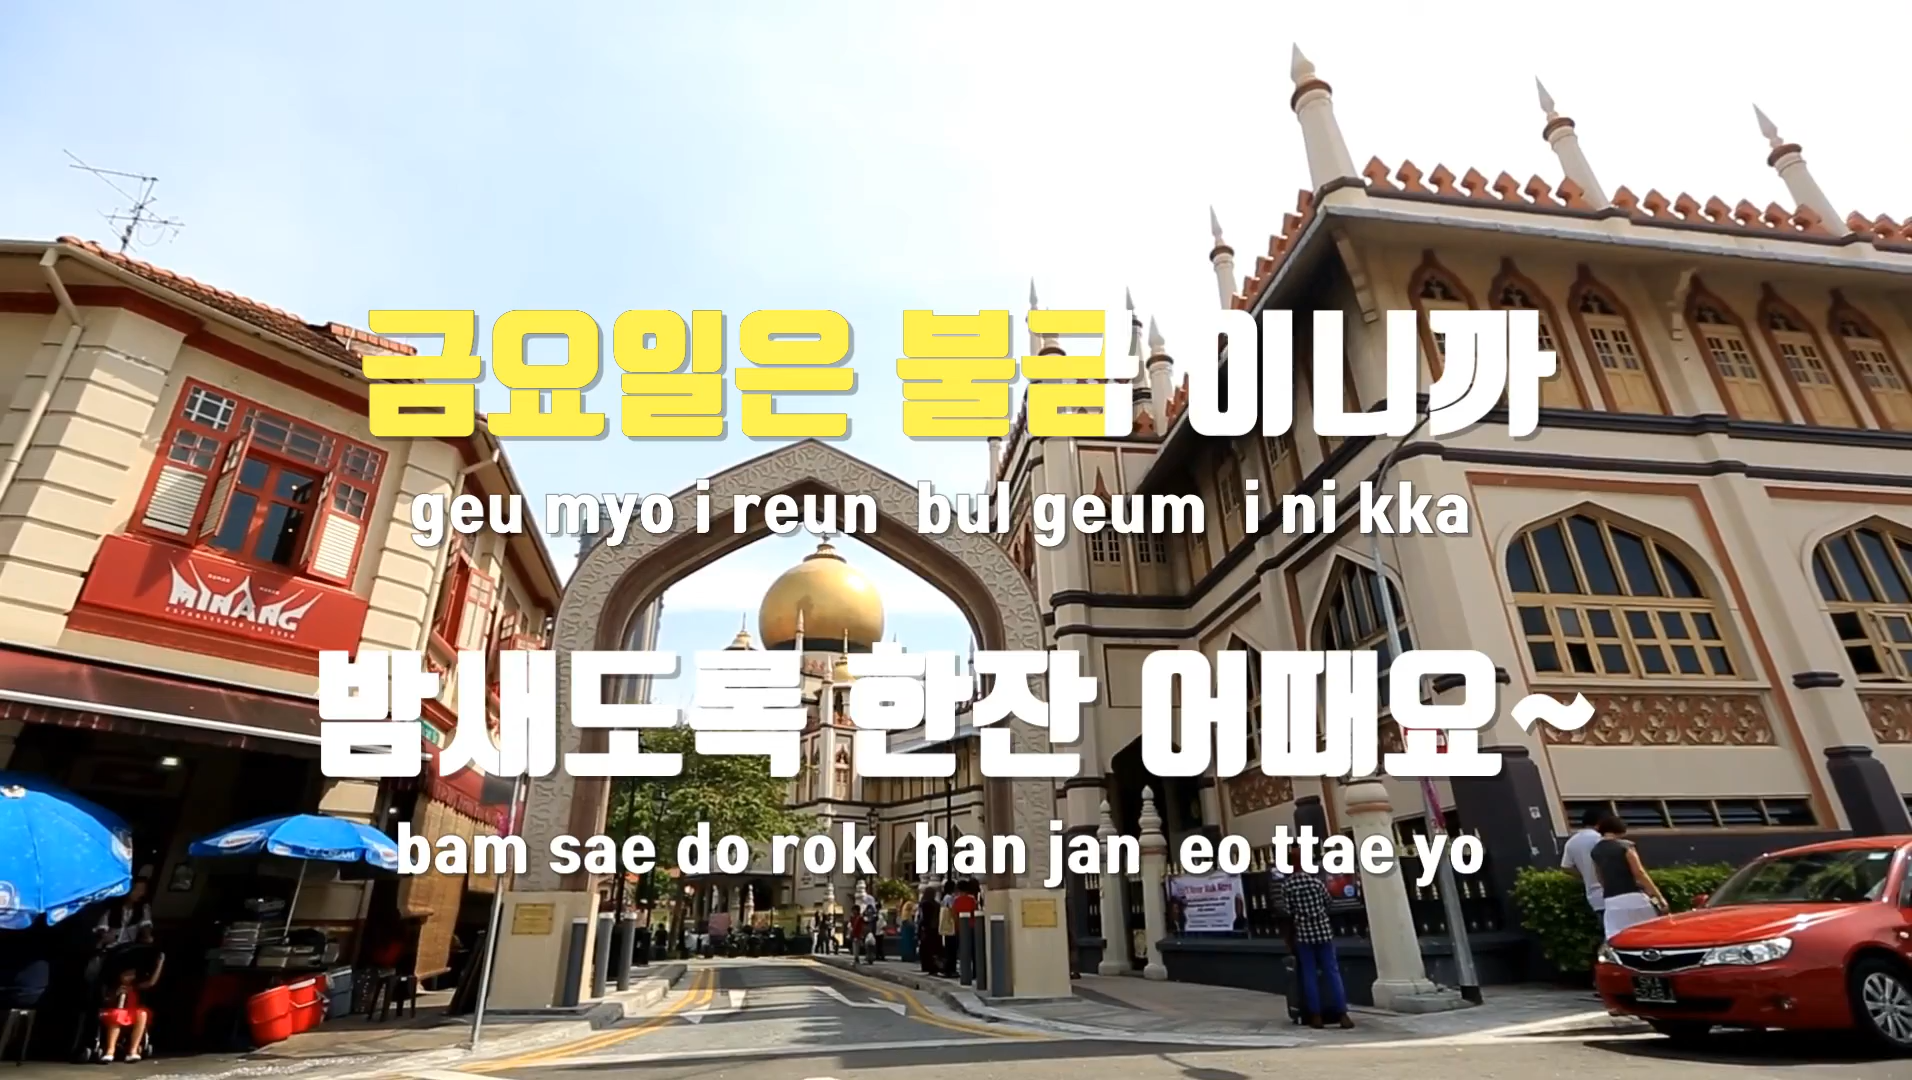 금요일은 불금 이니까
geu myo i reun bul geum i ni kka
MINANG
밤새도록 한잔 어때요~
bam sae do rok han jan eo ttae yo